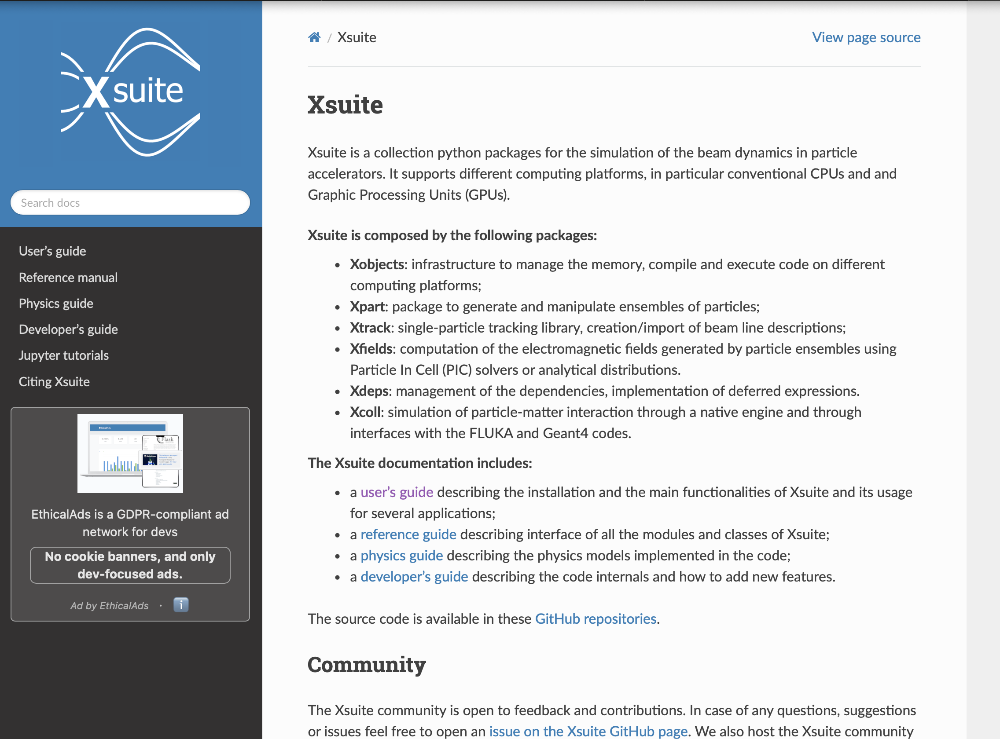 X suite
Search docs
User’s guide
Reference manual
Physics guide
Developer’s guide
Jupyter tutorials
Citing Xsuite
EthicalAds
Flask
EthicalAds is a GDPR-compliant ad
network for devs
No cookie banners, and only
dev-focused ads.
Ad by EthicalAds · i
/ Xsuite
View page source
Xsuite
Xsuite is a collection python packages for the simulation of the beam dynamics in particle
accelerators. It supports different computing platforms, in particular conventional CPUs and and
Graphic Processing Units (GPUs).
Xsuite is composed by the following packages:
• Xobjects: infrastructure to manage the memory, compile and execute code on different
computing platforms;
• Xpart: package to generate and manipulate ensembles of particles;
• Xtrack: single-particle tracking library, creation/import of beam line descriptions;
• Xfields: computation of the electromagnetic fields generated by particle ensembles using
Particle In Cell (PIC) solvers or analytical distributions.
• Xdeps: management of the dependencies, implementation of deferred expressions.
• Xcoll: simulation of particle-matter interaction through a native engine and through
interfaces with the FLUKA and Geant4 codes.
The Xsuite documentation includes:
• a user’s guide describing the installation and the main functionalities of Xsuite and its usage
for several applications;
• a reference guide describing interface of all the modules and classes of Xsuite;
• a physics guide describing the physics models implemented in the code;
• a developer’s guide describing the code internals and how to add new features.
The source code is available in these GitHub repositories.
Community
The Xsuite community is open to feedback and contributions. In case of any questions, suggestions
or issues feel free to open an issue on the Xsuite GitHub page. We also host the Xsuite community